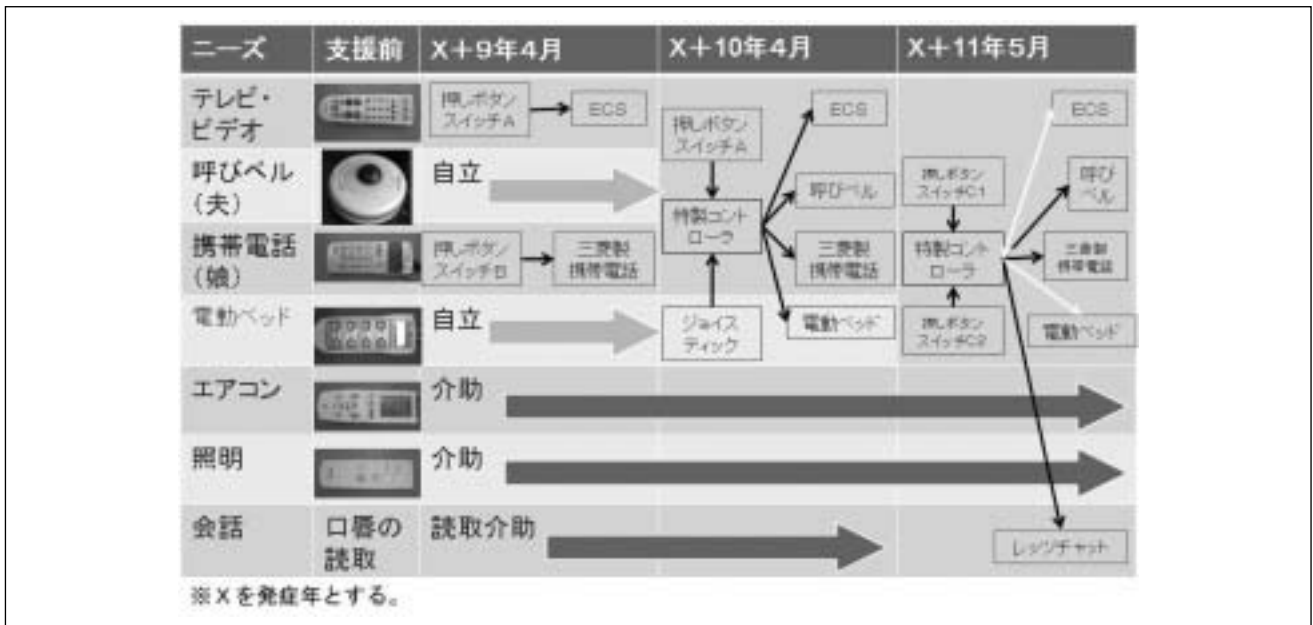 ニーズ 支援前 X＋9年4月 X＋10年4月 X＋11年5月
テレビ・
ビデオ
押しボタン
スイッチA
ECS
押しボタン
スイッチA
ECS
ECS
呼びベル
（夫）
自立
特製コント
ローラ
呼びベル
押しボタン
スイッチC1
呼び
ベル
携帯電話
（娘）
押しボタン
スイッチB
三菱製
携帯電話
三菱製
携帯電話
特製コント
ローラ
三菱製
携帯電話
電動ベッド
自立
ジョイス
ティック
電動ベッド
押しボタン
スイッチC2
電動ベッド
エアコン
介助
照明
介助
会話
口唇の
読取
読取介助
レッツチャット
※Xを発症年とする。